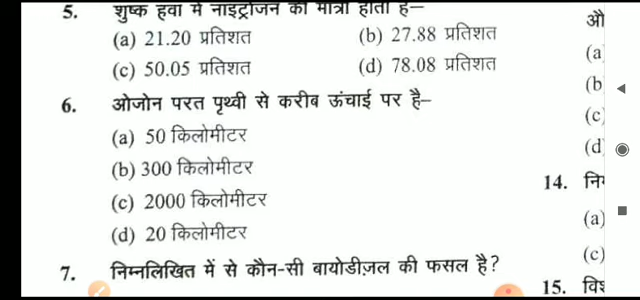 5. शुष्क हवा में नाइट्रोजन की मात्रा होती है–
(a) 21.20 प्रतिशत (b) 27.88 प्रतिशत
(c) 50.05 प्रतिशत (d) 78.08 प्रतिशत
6. ओजोन परत पृथ्वी से करीब ऊंचाई पर है–
(a) 50 किलोमीटर
(b) 300 किलोमीटर
(c) 2000 किलोमीटर
(d) 20 किलोमीटर
7. निम्नलिखित में से कौन-सी बायोडीज़ल की फसल है?
औ
(a)
(b)
(c)
(d)
14.
(a)
(c)
15.